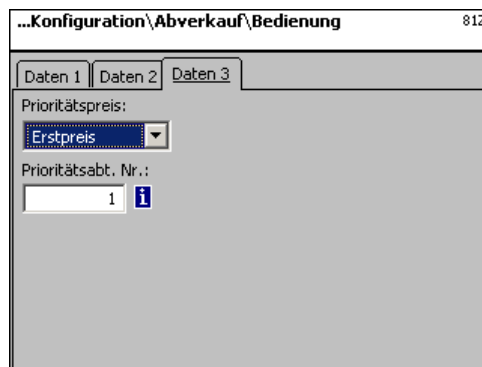 ...Konfiguration\Abverkauf\Bedienung 812
Daten 1 Daten 2 Daten 3
Prioritätspreis:
Erstpreis
Prioritätsabt. Nr.:
1 i